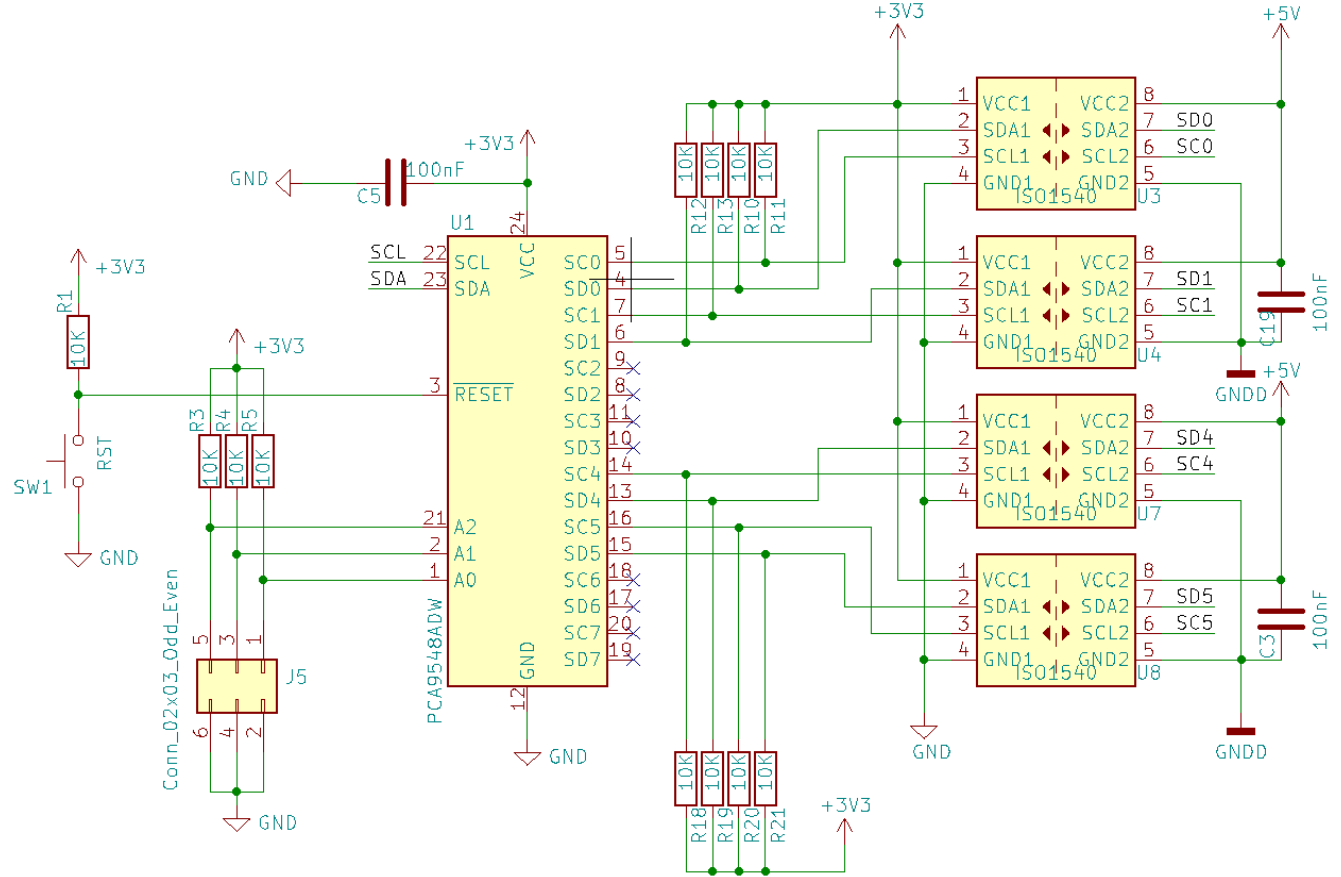 +3V3
+5V
+3V3
100nF
GND
C5
U1
24
VCC
SCL 22 SCL
SDA 23 SDA
SC0 5
SD0 4
SC1 7
SD1 6
SC2 9
SD2 8
SC3 11
SD3 10
SC4 14
SD4 13
SC5 16
SD5 15
SC6 18
SD6 17
SC7 20
SD7 19
3 RESET
21 A2
2 A1
1 A0
GND
12
PCA9548ADW
GND
+3V3
R1
10K
RST
SW1
GND
+3V3
R3
R4
R5
10K
10K
10K
Conn_02x03_Odd_Even
5
3
1
J5
6
4
2
GND
10K
10K
10K
10K
R12
R13
R10
R11
1 VCC1 VCC2 8
2 SDA1 SDA2 7 SD0
3 SCL1 SCL2 6 SC0
4 GND1 GND2 5
ISO1540 U3
1 VCC1 VCC2 8
2 SDA1 SDA2 7 SD1
3 SCL1 SCL2 6 SC1
4 GND1 GND2 5
ISO1540 U4
C19
100nF
GNDD
+5V
1 VCC1 VCC2 8
2 SDA1 SDA2 7 SD4
3 SCL1 SCL2 6 SC4
4 GND1 GND2 5
ISO1540 U7
1 VCC1 VCC2 8
2 SDA1 SDA2 7 SD5
3 SCL1 SCL2 6 SC5
4 GND1 GND2 5
ISO1540 U8
C3
100nF
GND
GNDD
10K
10K
10K
10K
R18
R19
R20
R21
+3V3